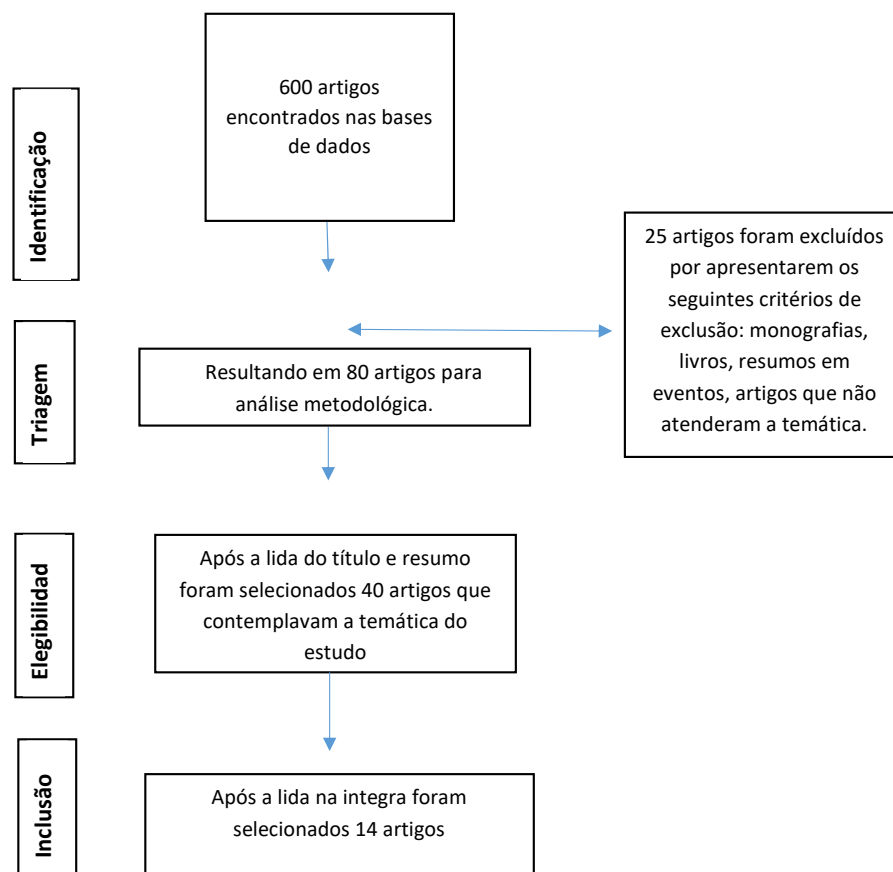 Identificação
600 artigos
encontrados nas bases
de dados
25 artigos foram excluídos
por apresentarem os
seguintes critérios de
exclusão: monografias,
livros, resumos em
eventos, artigos que não
atenderam a temática.
Triagem
Resultando em 80 artigos para
análise metodológica.
Elegibilidad
Após a lida do título e resumo
foram selecionados 40 artigos que
contemplavam a temática do
estudo
Inclusão
Após a lida na integra foram
selecionados 14 artigos